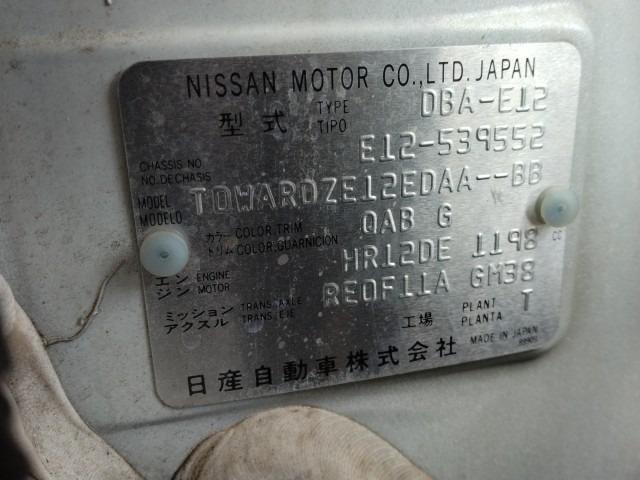 NISSAN MOTOR CO.,LTD. JAPAN
型式 TYPE TIPO DBA-E12
CHASSIS NO. NO. DE CHASIS E12-539552
MODEL MODELO TDWARDZE12EDAA--BB
カラー トリム COLOR, TRIM COLOR, GUARNICION QAB G
エンジン ENGINE MOTOR HR12DE 1198 CC
ミッション アクスル TRANS. AXLE TRANS. EJE REOF11A GM38
工場 PLANT PLANTA T
日産自動車株式会社 MADE IN JAPAN